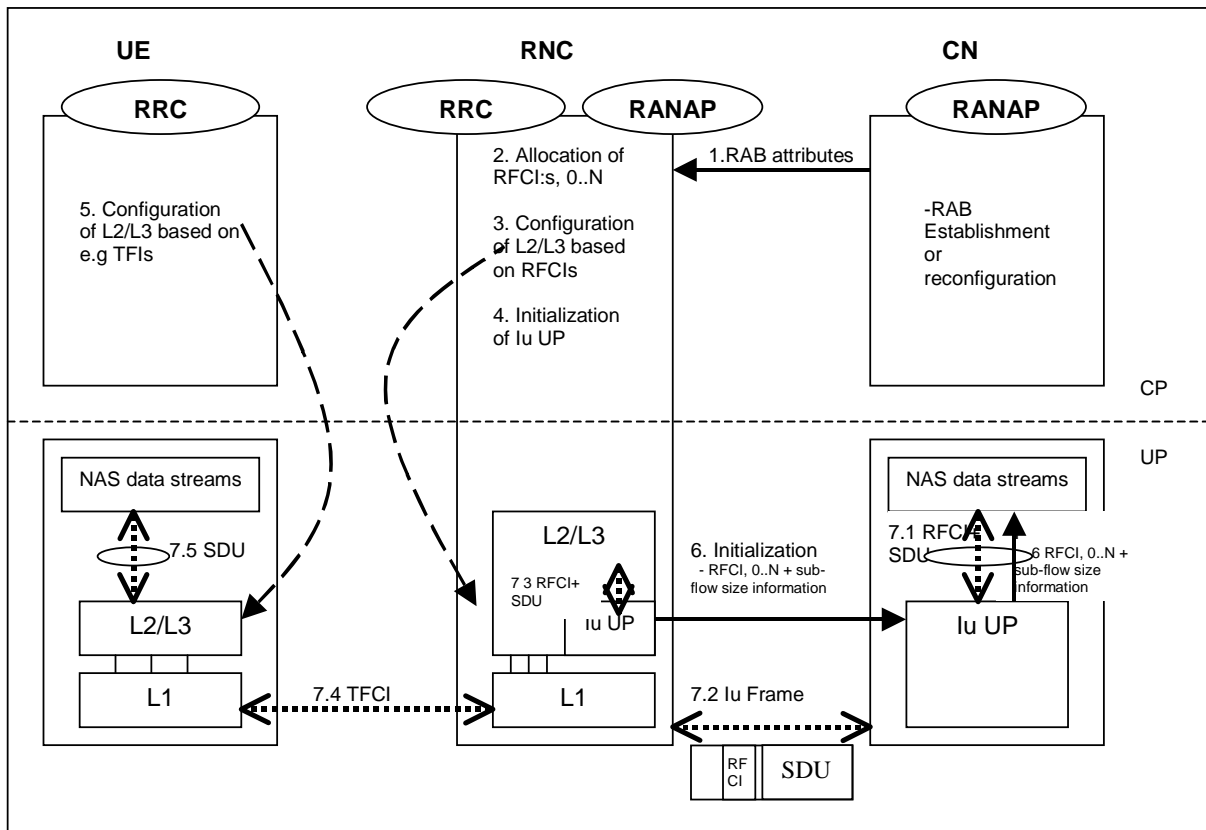 UE
RNC
CN
RRC
RRC
RANAP
RANAP
5. Configuration
of L2/L3 based on
e.g TFIs
2. Allocation of
RFCI:s, 0..N
3. Configuration
of L2/L3 based
on RFCIs
4. Initialization
of Iu UP
1.RAB attributes
-RAB
Establishment
or
reconfiguration
CP
UP
NAS data streams
7.5 SDU
L2/L3
L1
7.4 TFCI
L2/L3
7 3 RFCI+
SDU
Iu UP
L1
6. Initialization
- RFCI, 0..N + sub-
flow size information
7.2 Iu Frame
RF
CI
SDU
NAS data streams
7.1 RFCI+
SDU
6 RFCI, 0..N +
sub-flow size
information
Iu UP